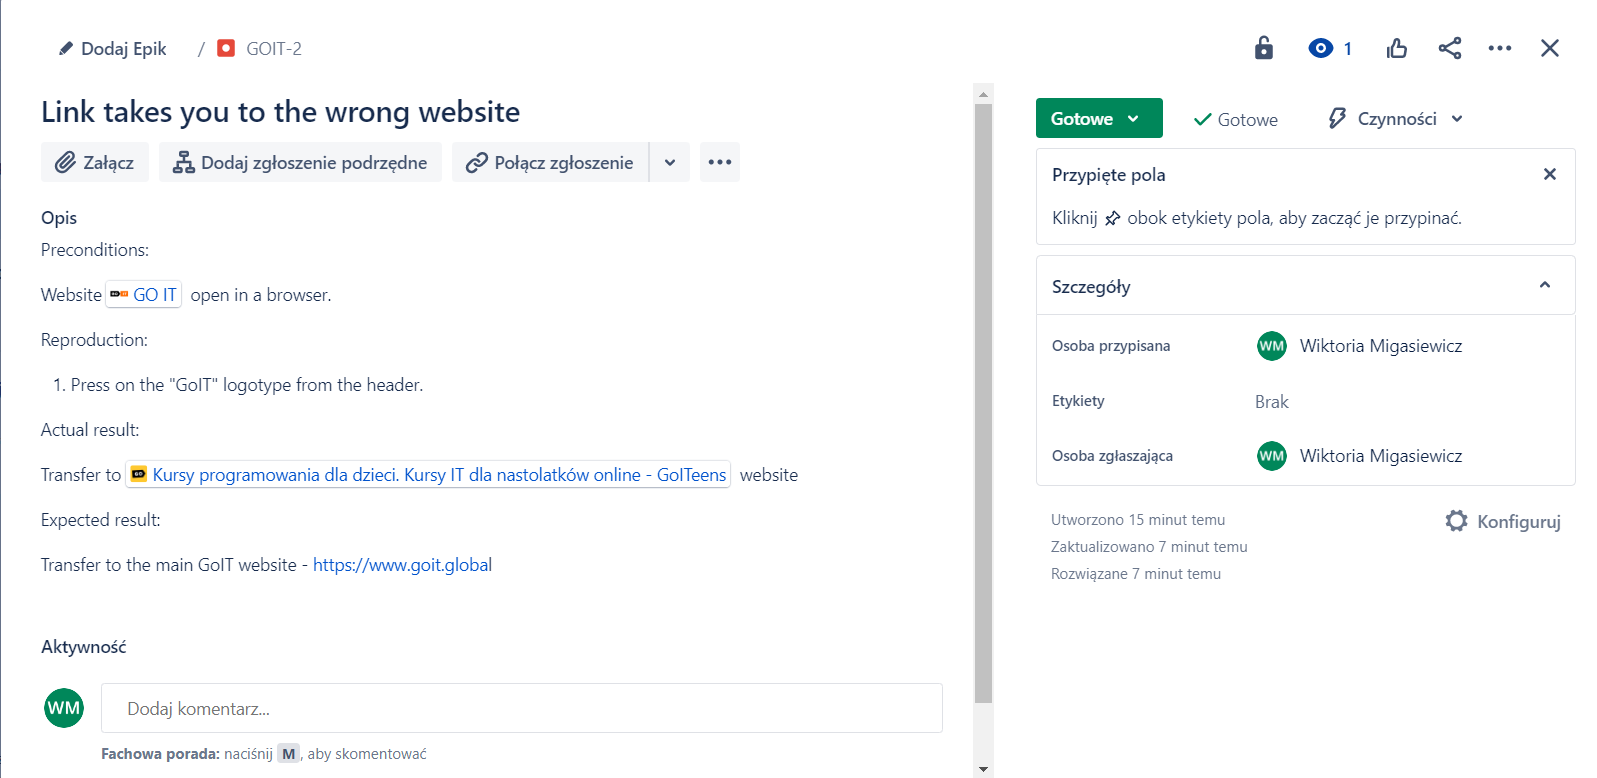 Dodaj Epik / GOIT-2
1
Link takes you to the wrong website
Załącz Dodaj zgłoszenie podrzędne Połącz zgłoszenie
Opis
Preconditions:
Website GO IT open in a browser.
Reproduction:
1. Press on the "GoIT" logotype from the header.
Actual result:
Transfer to Kursy programowania dla dzieci. Kursy IT dla nastolatków online - GoITeens website
Expected result:
Transfer to the main GoIT website - https://www.goit.global
Aktywność
WM Dodaj komentarz...
Fachowa porada: naciśnij M, aby skomentować
Gotowe Gotowe Czynności
Przypięte pola
Kliknij obok etykiety pola, aby zacząć je przypinać.
Szczegóły
Osoba przypisana WM Wiktoria Migasiewicz
Etykiety Brak
Osoba zgłaszająca WM Wiktoria Migasiewicz
Utworzono 15 minut temu
Konfiguruj
Zaktualizowano 7 minut temu
Rozwiązane 7 minut temu